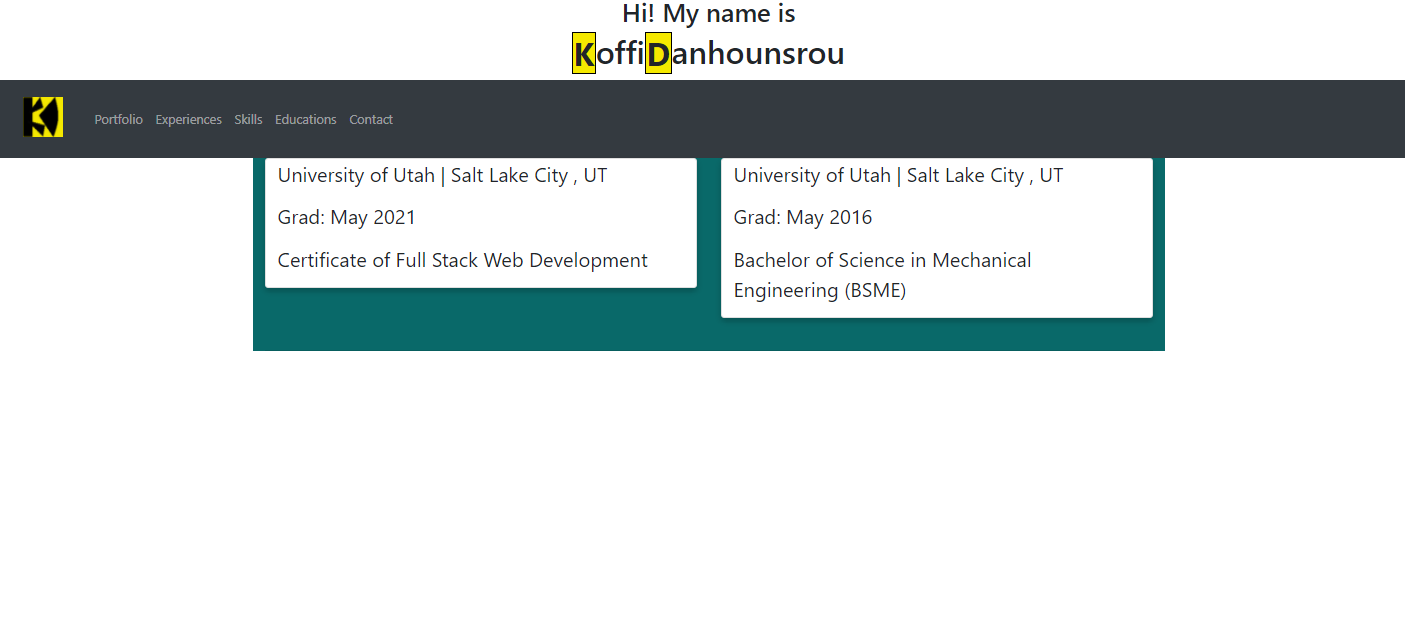 Hi! My name is
KoffiDanhounsrou
KD
Portfolio Experiences Skills Educations Contact
University of Utah | Salt Lake City , UT
Grad: May 2021
Certificate of Full Stack Web Development
University of Utah | Salt Lake City , UT
Grad: May 2016
Bachelor of Science in Mechanical
Engineering (BSME)